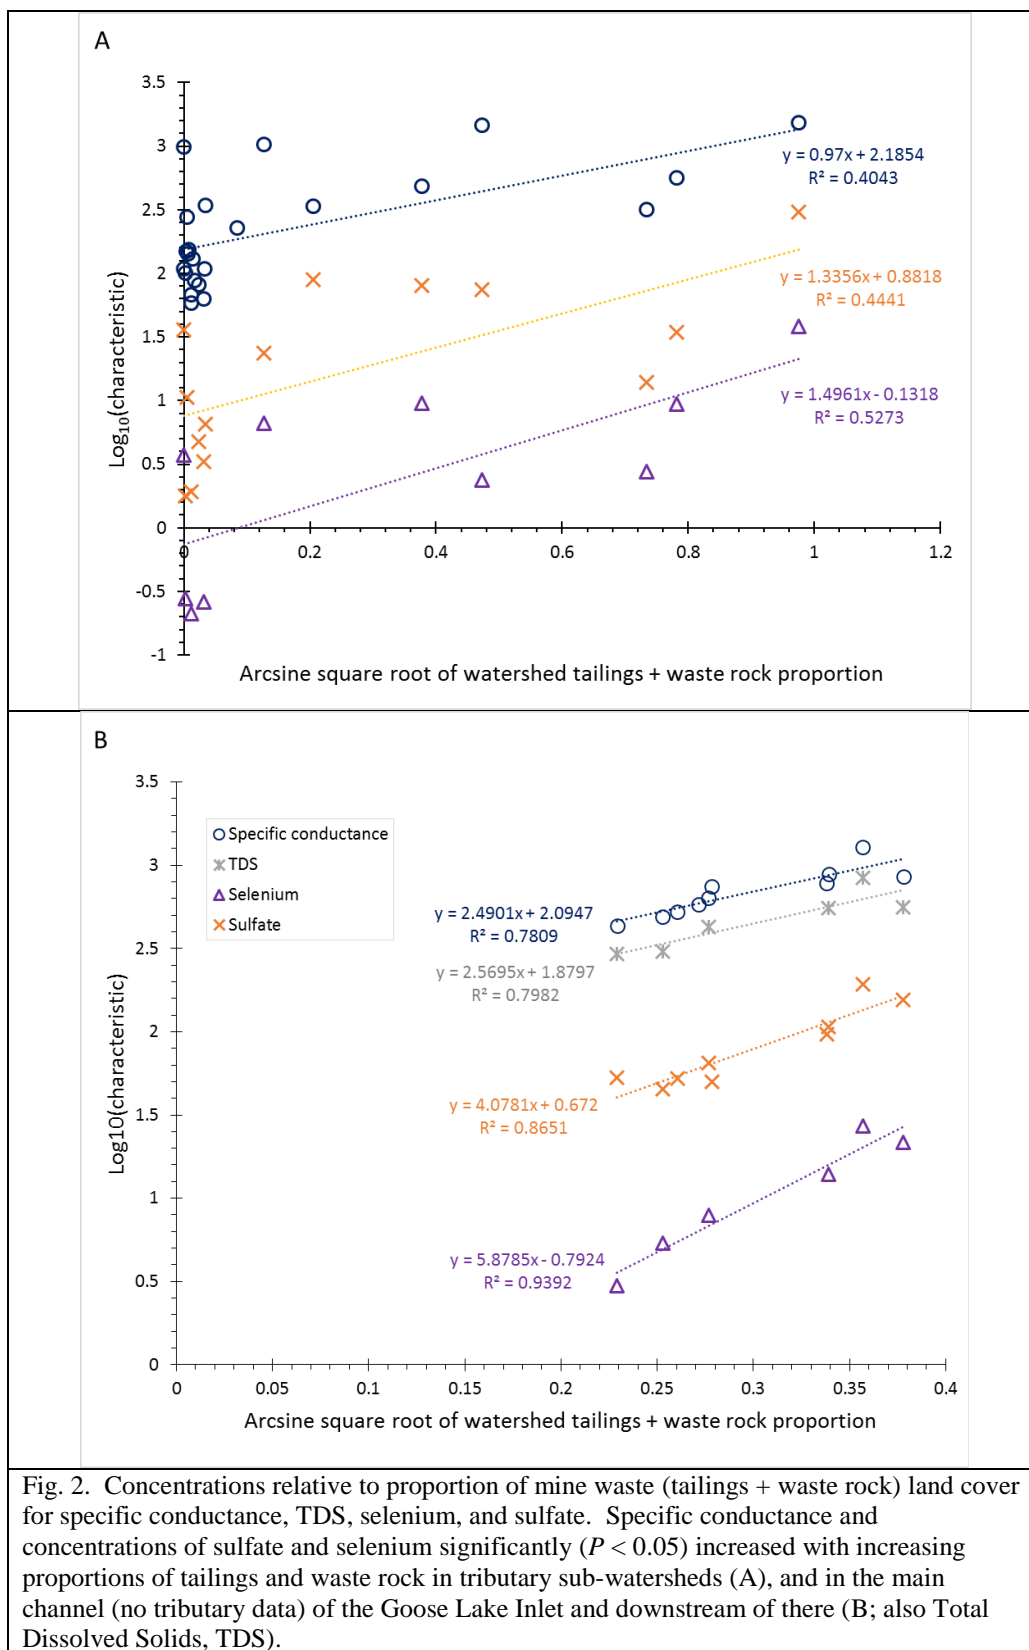 A
3.5
3
2.5
2
1.5
1
0.5
0
-0.5
-1
0
0.2
0.4
0.6
0.8
1
1.2
Log10(characteristic)
y = 0.97x + 2.1854
R² = 0.4043
y = 1.3356x + 0.8818
R² = 0.4441
y = 1.4961x - 0.1318
R² = 0.5273
Arcsine square root of watershed tailings + waste rock proportion
B
3.5
3
2.5
2
1.5
1
0.5
0
0
0.05
0.1
0.15
0.2
0.25
0.3
0.35
0.4
Log10(characteristic)
Specific conductance
TDS
Selenium
Sulfate
y = 2.4901x + 2.0947
R² = 0.7809
y = 2.5695x + 1.8797
R² = 0.7982
y = 4.0781x + 0.672
R² = 0.8651
y = 5.8785x - 0.7924
R² = 0.9392
Arcsine square root of watershed tailings + waste rock proportion
Fig. 2.  Concentrations relative to proportion of mine waste (tailings + waste rock) land cover
for specific conductance, TDS, selenium, and sulfate.  Specific conductance and
concentrations of sulfate and selenium significantly (P < 0.05) increased with increasing
proportions of tailings and waste rock in tributary sub-watersheds (A), and in the main
channel (no tributary data) of the Goose Lake Inlet and downstream of there (B; also Total
Dissolved Solids, TDS).